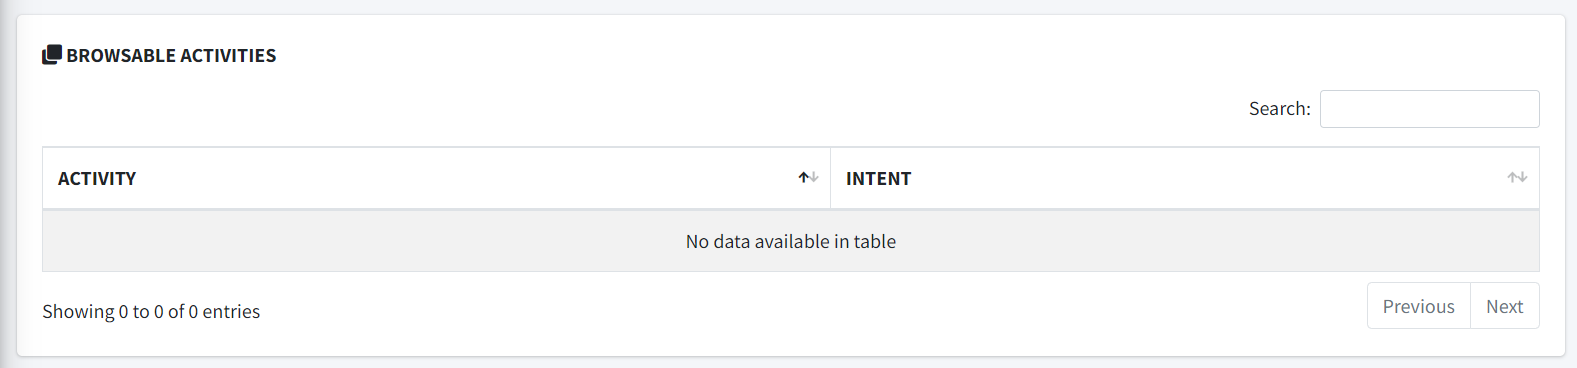 BROWSABLE ACTIVITIES
Search:
ACTIVITY INTENT
No data available in table
Showing 0 to 0 of 0 entries
Previous Next